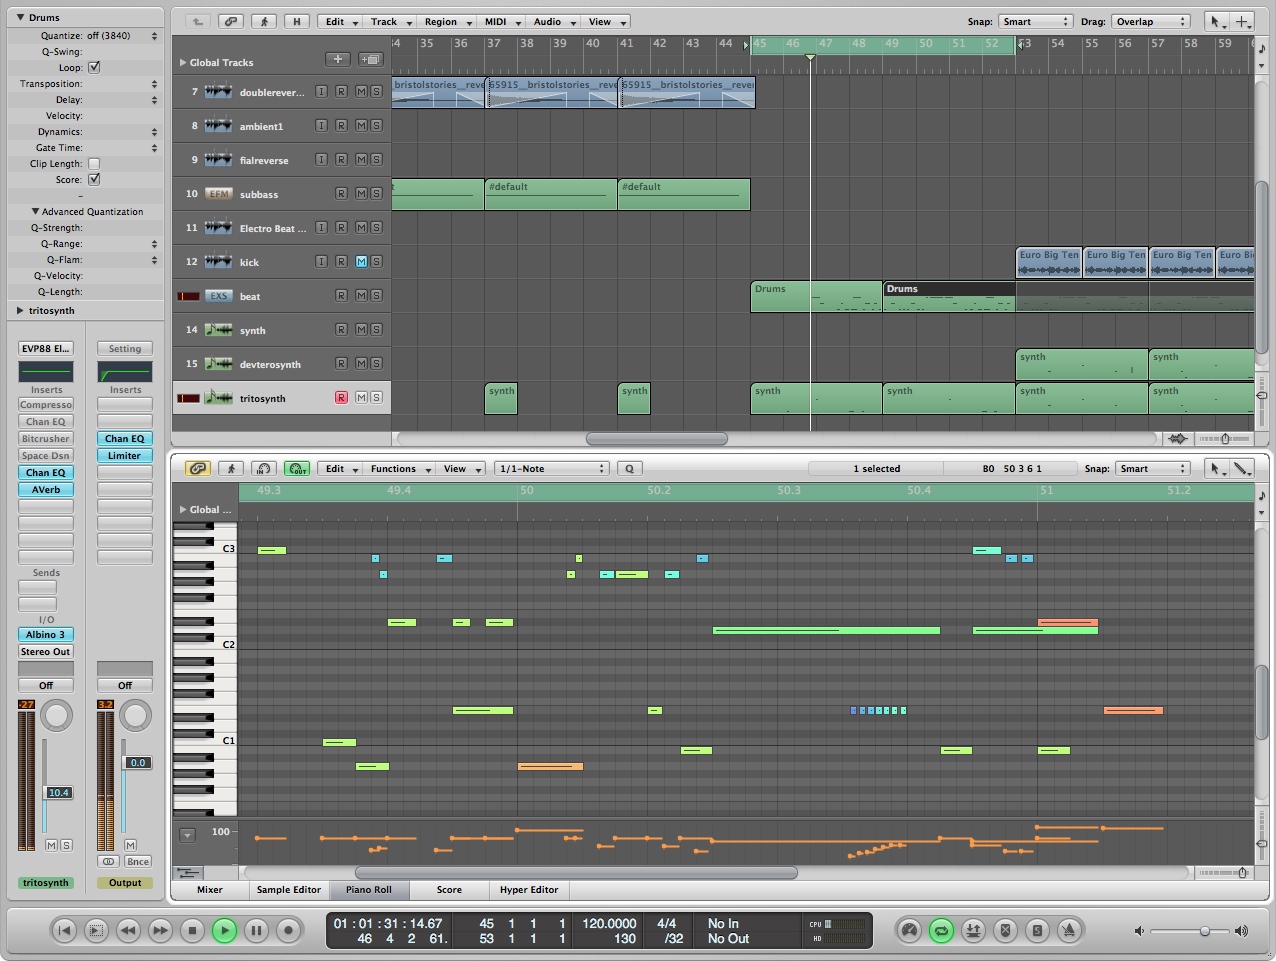 Drums
Quantize: off (3840)
Q-Swing:
Loop:
Transposition:
Delay:
Velocity:
Dynamics:
Gate Time:
Clip Length:
Score:
Advanced Quantization
Q-Strength:
Q-Range:
Q-Flam:
Q-Velocity:
Q-Length:
tritosynth
EVP88 El... Setting
Inserts Inserts
Compresso
Chan EQ
Bitcrusher Chan EQ
Space Dsn Limiter
Chan EQ
AVerb
Sends
I/O
Albino 3
Stereo Out
Off Off
-27 3.2
0.0
10.4
M S M
Bnce
tritosynth Output
H Edit Track Region MIDI Audio View Snap: Smart Drag: Overlap
Global Tracks
34 35 36 37 38 39 40 41 42 43 44 45 46 47 48 49 50 51 52 53 54 55 56 57 58 59
7 doublerever... I R M S bristolstories__reve 65915__bristolstories__reve 65915__bristolstories__rever
8 ambient1 I R M S
9 fialreverse I R M S
10 EFM subbass R M S #default #default
11 Electro Beat ... I R M S
12 kick I R M S Euro Big Ten Euro Big Ten Euro Big Ten Euro Bi
EXS beat R M S Drums Drums
14 synth R M S
15 devterosynth R M S synth synth
tritosynth R M S synth synth synth synth synth synth
IN OUT Edit Functions View 1/1-Note Q 1 selected B0 50 3 6 1 Snap: Smart
49.3 49.4 50 50.2 50.3 50.4 51 51.2
Global ...
C3
C2
C1
100
Mixer Sample Editor Piano Roll Score Hyper Editor
01 : 01 : 31 : 14.67 45 1 1 1 120.0000 4/4 No In CPU
46 4 2 61. 53 1 1 1 130 /32 No Out HD